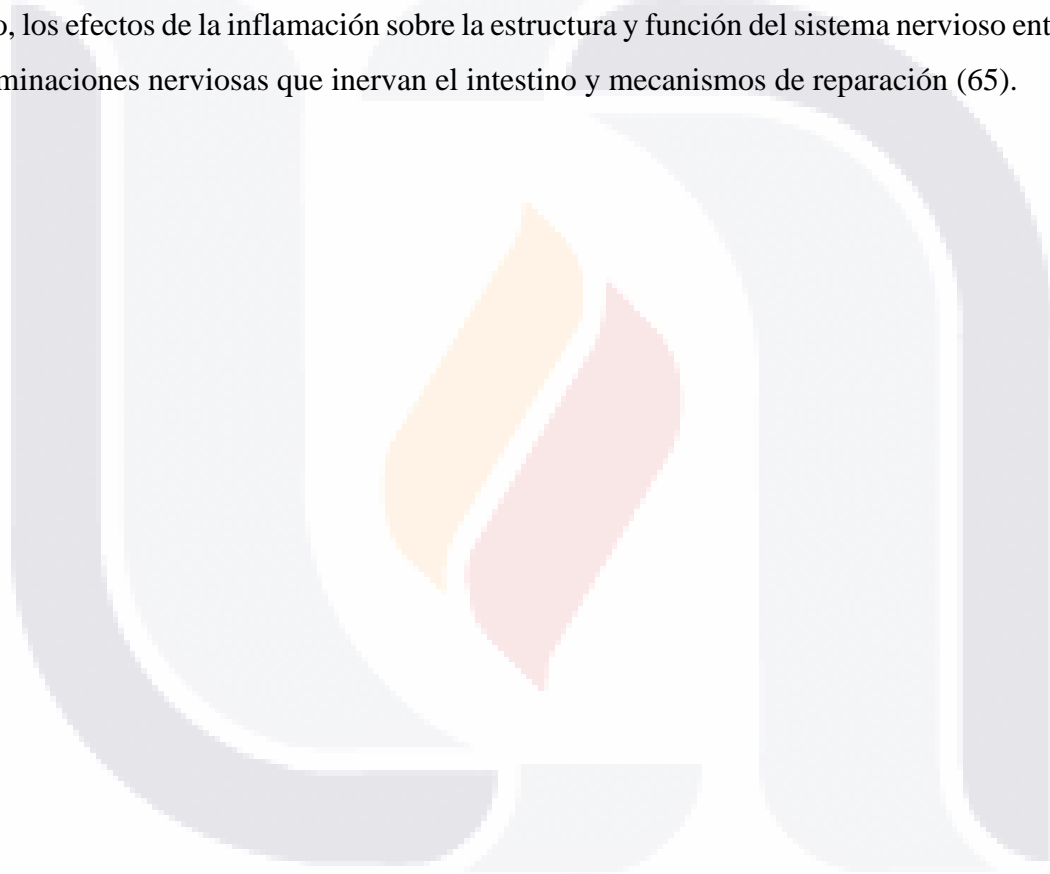 o, los efectos de la inflamación sobre la estructura y función del sistema nervioso ent
minaciones nerviosas que inervan el intestino y mecanismos de reparación (65).